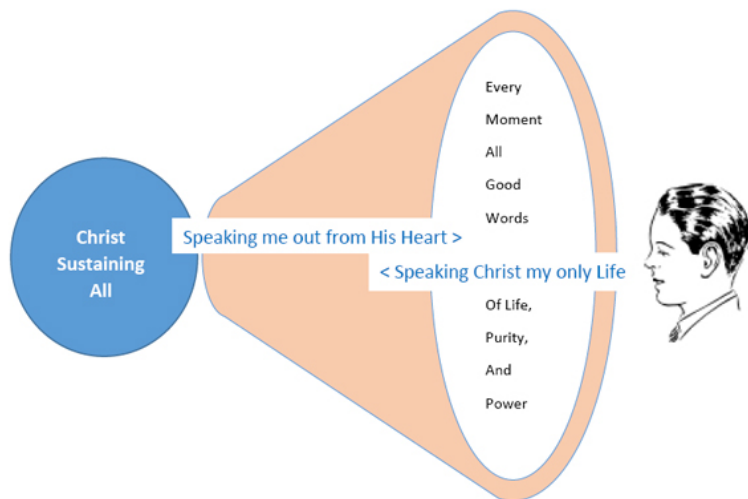 Christ
Sustaining
All
Speaking me out from His Heart >
< Speaking Christ my only Life
Every
Moment
All
Good
Words
Of Life,
Purity,
And
Power